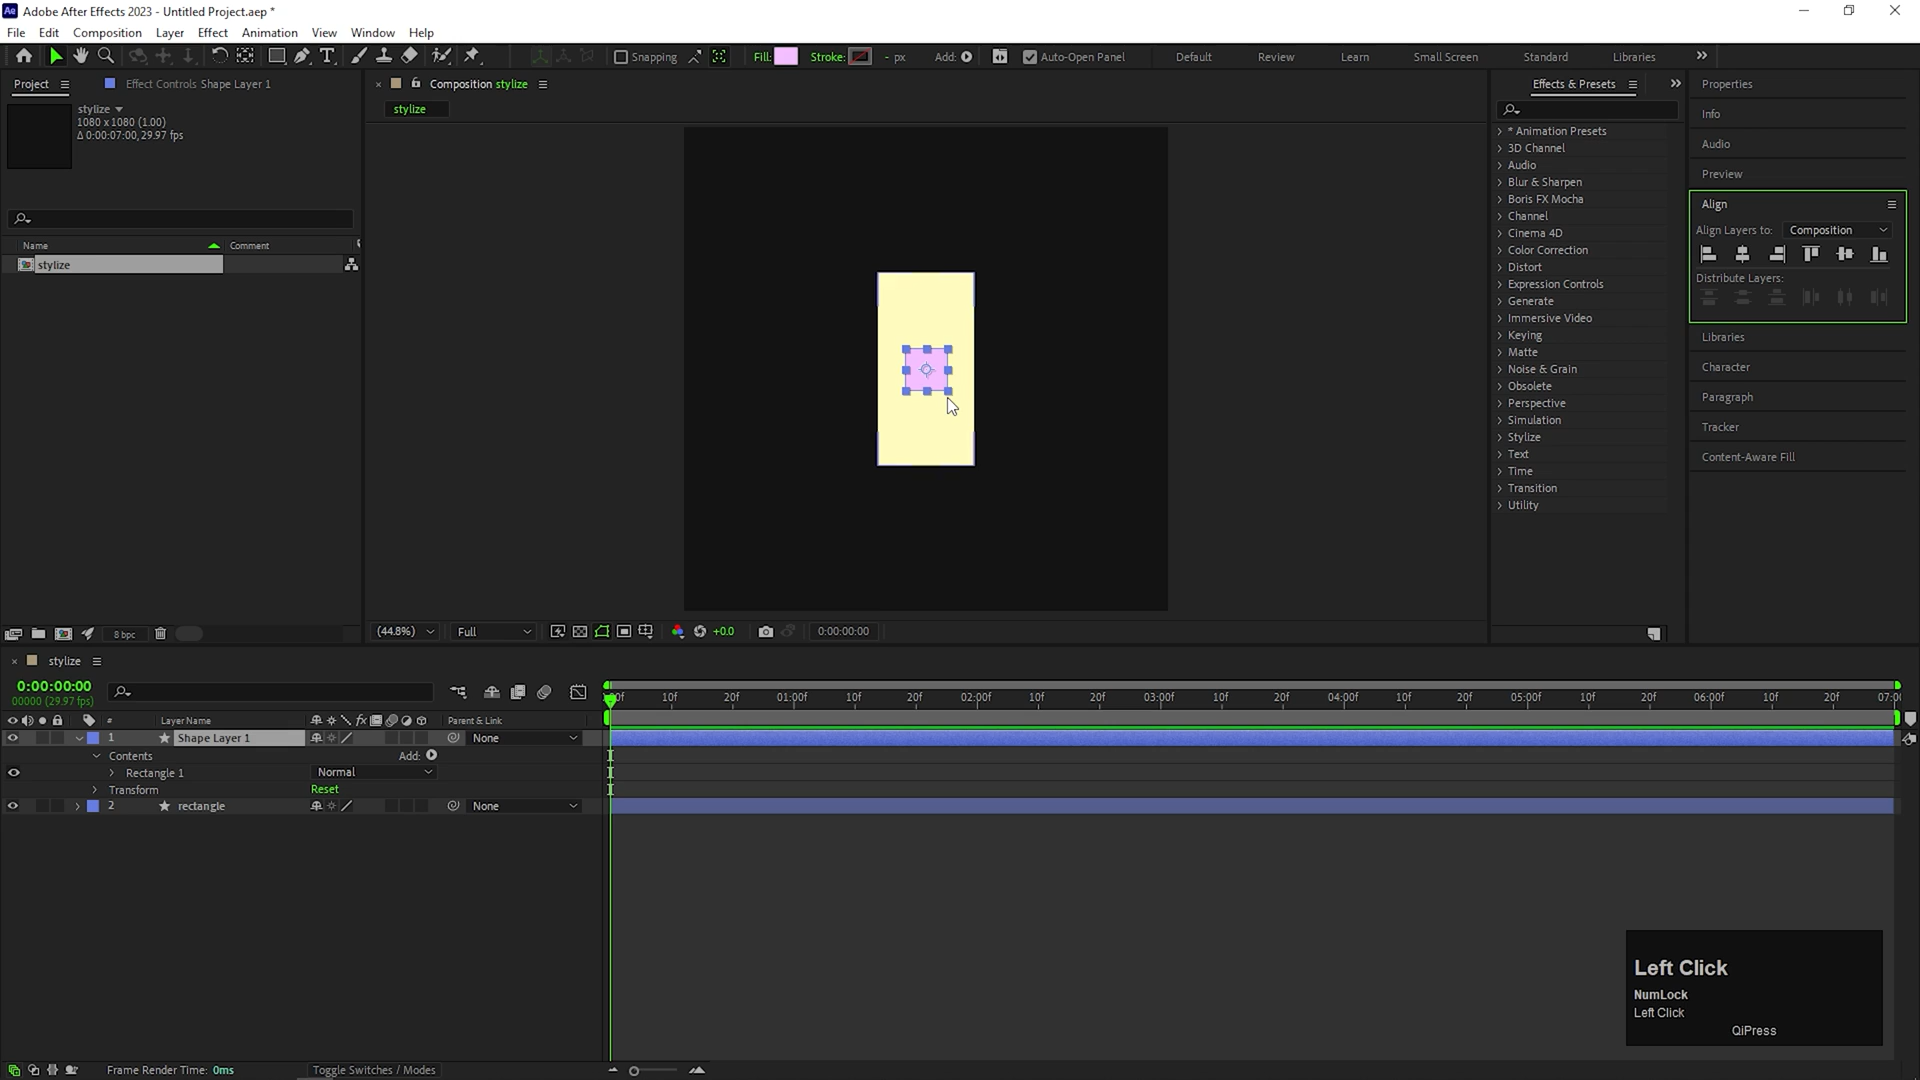 Adobe After Effects 2023 - Untitled Project.aep *
File Edit Composition Layer Effect Animation View Window Help
Snapping Fill: Stroke: - px Add: Auto-Open Panel Default Review Learn Small Screen Standard Libraries
Project Effect Controls Shape Layer 1
stylize
1080 x 1080 (1.00)
Δ 0:00:07:00, 29.97 fps
Name Comment
stylize
8 bpc
Composition stylize
stylize
(44.8%) Full +0.0 0:00:00:00
Effects & Presets
* Animation Presets
3D Channel
Audio
Blur & Sharpen
Boris FX Mocha
Channel
Cinema 4D
Color Correction
Distort
Expression Controls
Generate
Immersive Video
Keying
Matte
Noise & Grain
Obsolete
Perspective
Simulation
Stylize
Text
Time
Transition
Utility
Properties
Info
Audio
Preview
Align
Align Layers to: Composition
Distribute Layers:
Libraries
Character
Paragraph
Tracker
Content-Aware Fill
stylize
0:00:00:00
00000 (29.97 fps)
10f 20f 01:00f 10f 20f 02:00f 10f 20f 03:00f 10f 20f 04:00f 10f 20f 05:00f 10f 20f 06:00f 10f 20f
# Layer Name fx Parent & Link
1 Shape Layer 1 None
Contents Add:
Rectangle 1 Normal
Transform Reset
2 rectangle None
Left Click
NumLock
Left Click
QiPress
Frame Render Time: 0ms Toggle Switches / Modes